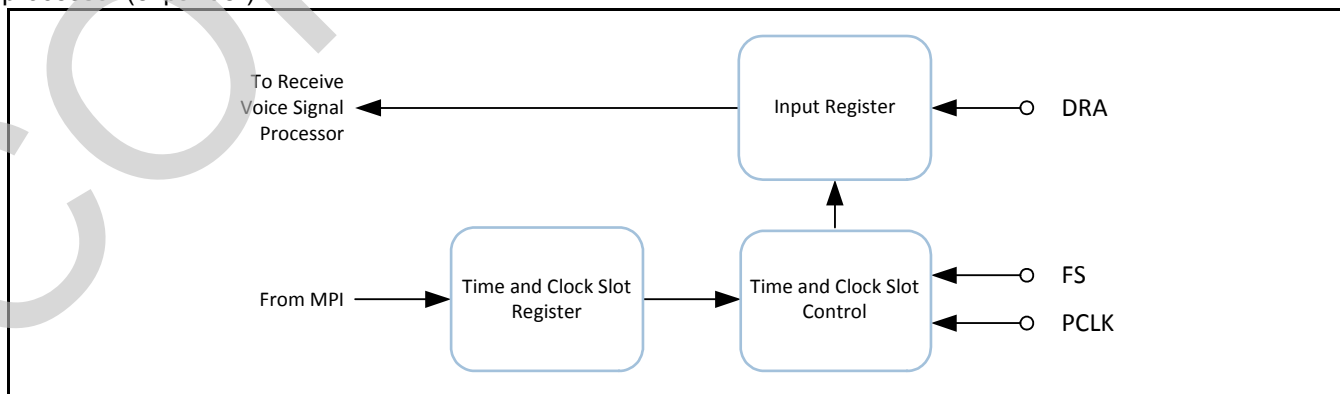 To Receive
Voice Signal
Processor
Input Register
DRA
From MPI
Time and Clock Slot
Register
Time and Clock Slot
Control
FS
PCLK